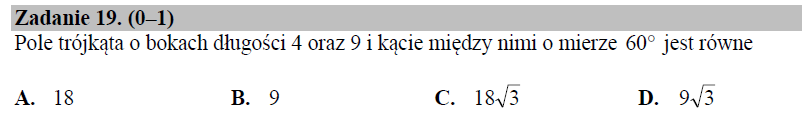 Zadanie 19. (0–1)
Pole trójkąta o bokach długości 4 oraz 9 i kącie między nimi o mierze 60° jest równe
A. 18 B. 9 C. 18√3 D. 9√3